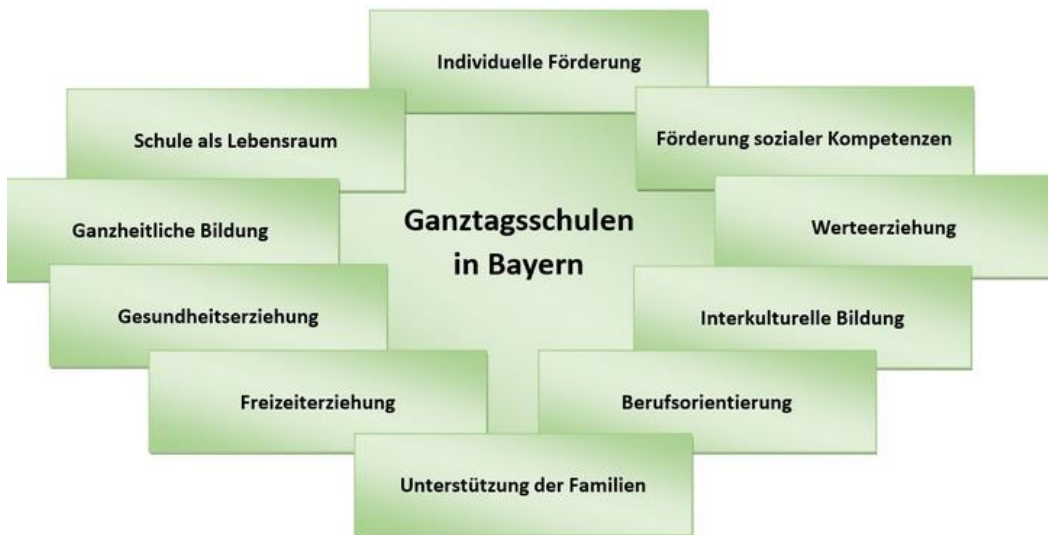 Individuelle Förderung
Schule als Lebensraum
Förderung sozialer Kompetenzen
Ganztagsschulen
in Bayern
Ganzheitliche Bildung
Werteerziehung
Gesundheitserziehung
Interkulturelle Bildung
Freizeiterziehung
Berufsorientierung
Unterstützung der Familien